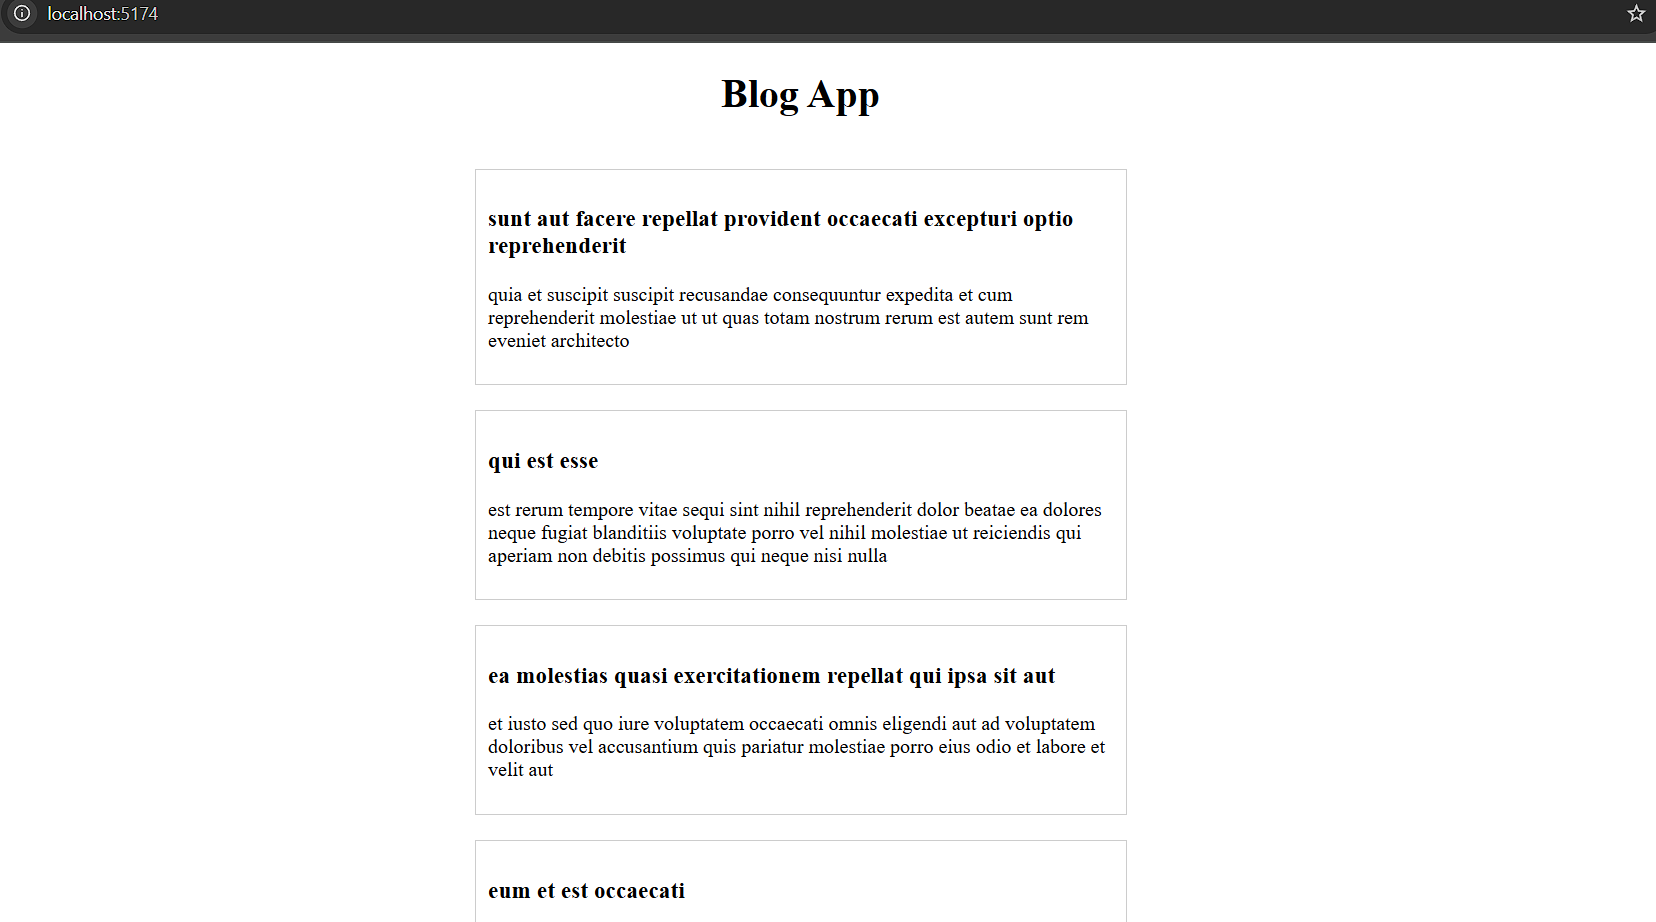 localhost:5174
Blog App
sunt aut facere repellat provident occaecati excepturi optio
reprehenderit
quia et suscipit suscipit recusandae consequuntur expedita et cum
reprehenderit molestiae ut ut quas totam nostrum rerum est autem sunt rem
eveniet architecto
qui est esse
est rerum tempore vitae sequi sint nihil reprehenderit dolor beatae ea dolores
neque fugiat blanditiis voluptate porro vel nihil molestiae ut reiciendis qui
aperiam non debitis possimus qui neque nisi nulla
ea molestias quasi exercitationem repellat qui ipsa sit aut
et iusto sed quo iure voluptatem occaecati omnis eligendi aut ad voluptatem
doloribus vel accusantium quis pariatur molestiae porro eius odio et labore et
velit aut
eum et est occaecati